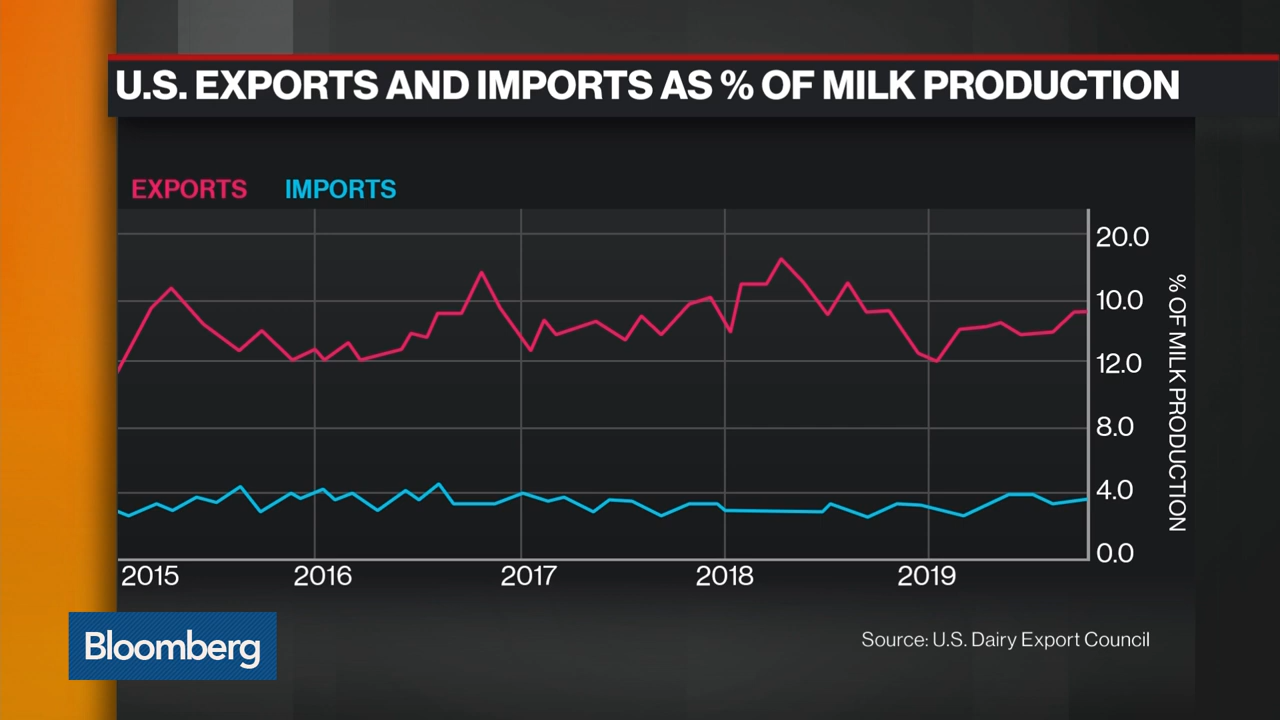 U.S. EXPORTS AND IMPORTS AS % OF MILK PRODUCTION
EXPORTS IMPORTS
20.0
10.0
12.0
8.0
4.0
0.0
% OF MILK PRODUCTION
2015 2016 2017 2018 2019
Bloomberg
Source: U.S. Dairy Export Council